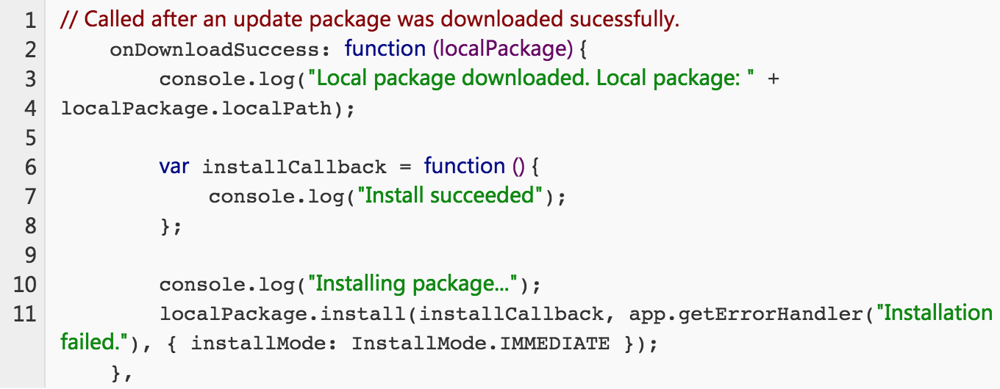 1 // Called after an update package was downloaded sucessfully.
2 onDownloadSuccess: function (localPackage) {
3 console.log("Local package downloaded. Local package: " +
4 localPackage.localPath);
5
6 var installCallback = function () {
7 console.log("Install succeeded");
8 };
9
10 console.log("Installing package...");
11 localPackage.install(installCallback, app.getErrorHandler("Installation
failed."), { installMode: InstallMode.IMMEDIATE });
},